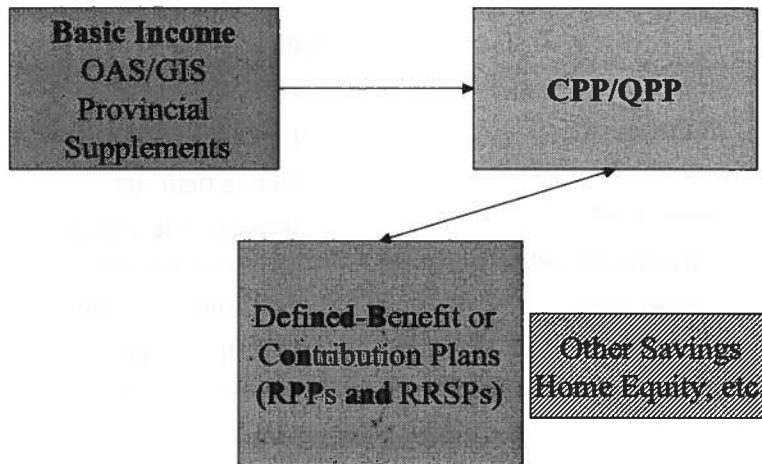 Basic Income
OAS/GIS
Provincial
Supplements
CPP/QPP
Defined-Benefit or
Contribution Plans
(RPPs and RRSPs)
Other Savings
Home Equity, etc.